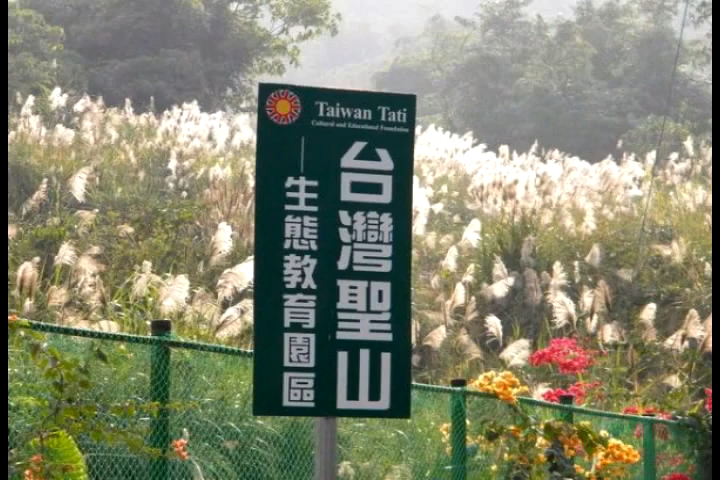 Taiwan Tati
Cultural and Educational Foundation
台灣聖山
—生態教育園區